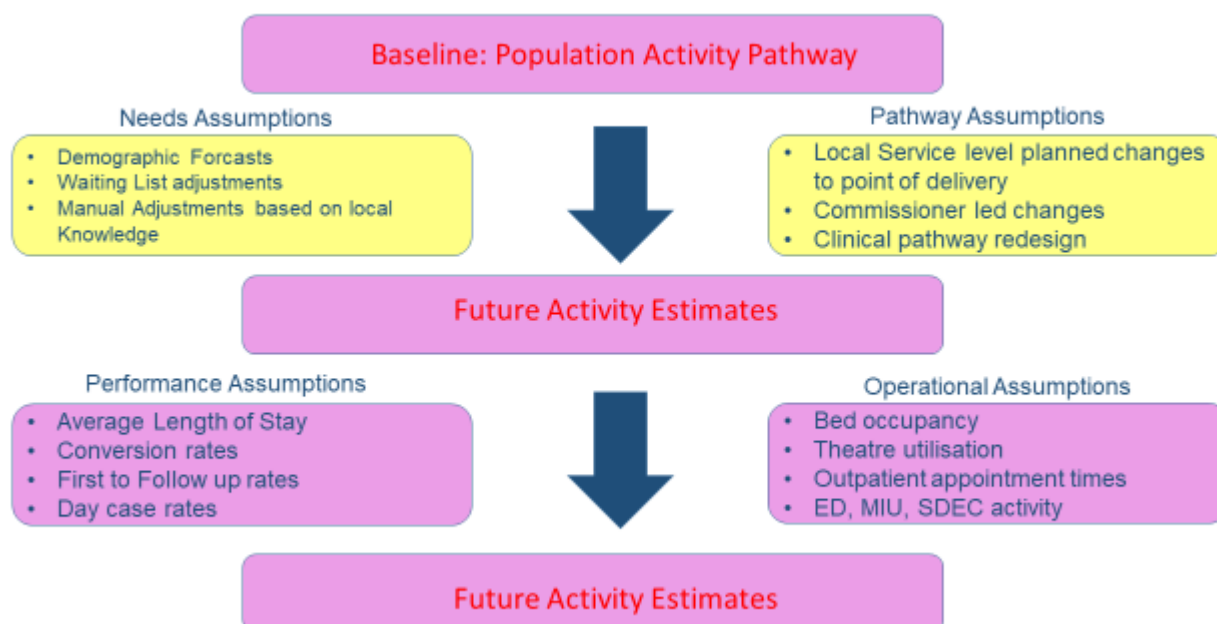 Baseline: Population Activity Pathway
Needs Assumptions
• Demographic Forcasts
• Waiting List adjustments
• Manual Adjustments based on local
Knowledge
Pathway Assumptions
• Local Service level planned changes
to point of delivery
• Commissioner led changes
• Clinical pathway redesign
Future Activity Estimates
Performance Assumptions
• Average Length of Stay
• Conversion rates
• First to Follow up rates
• Day case rates
Operational Assumptions
• Bed occupancy
• Theatre utilisation
• Outpatient appointment times
• ED, MIU, SDEC activity
Future Activity Estimates